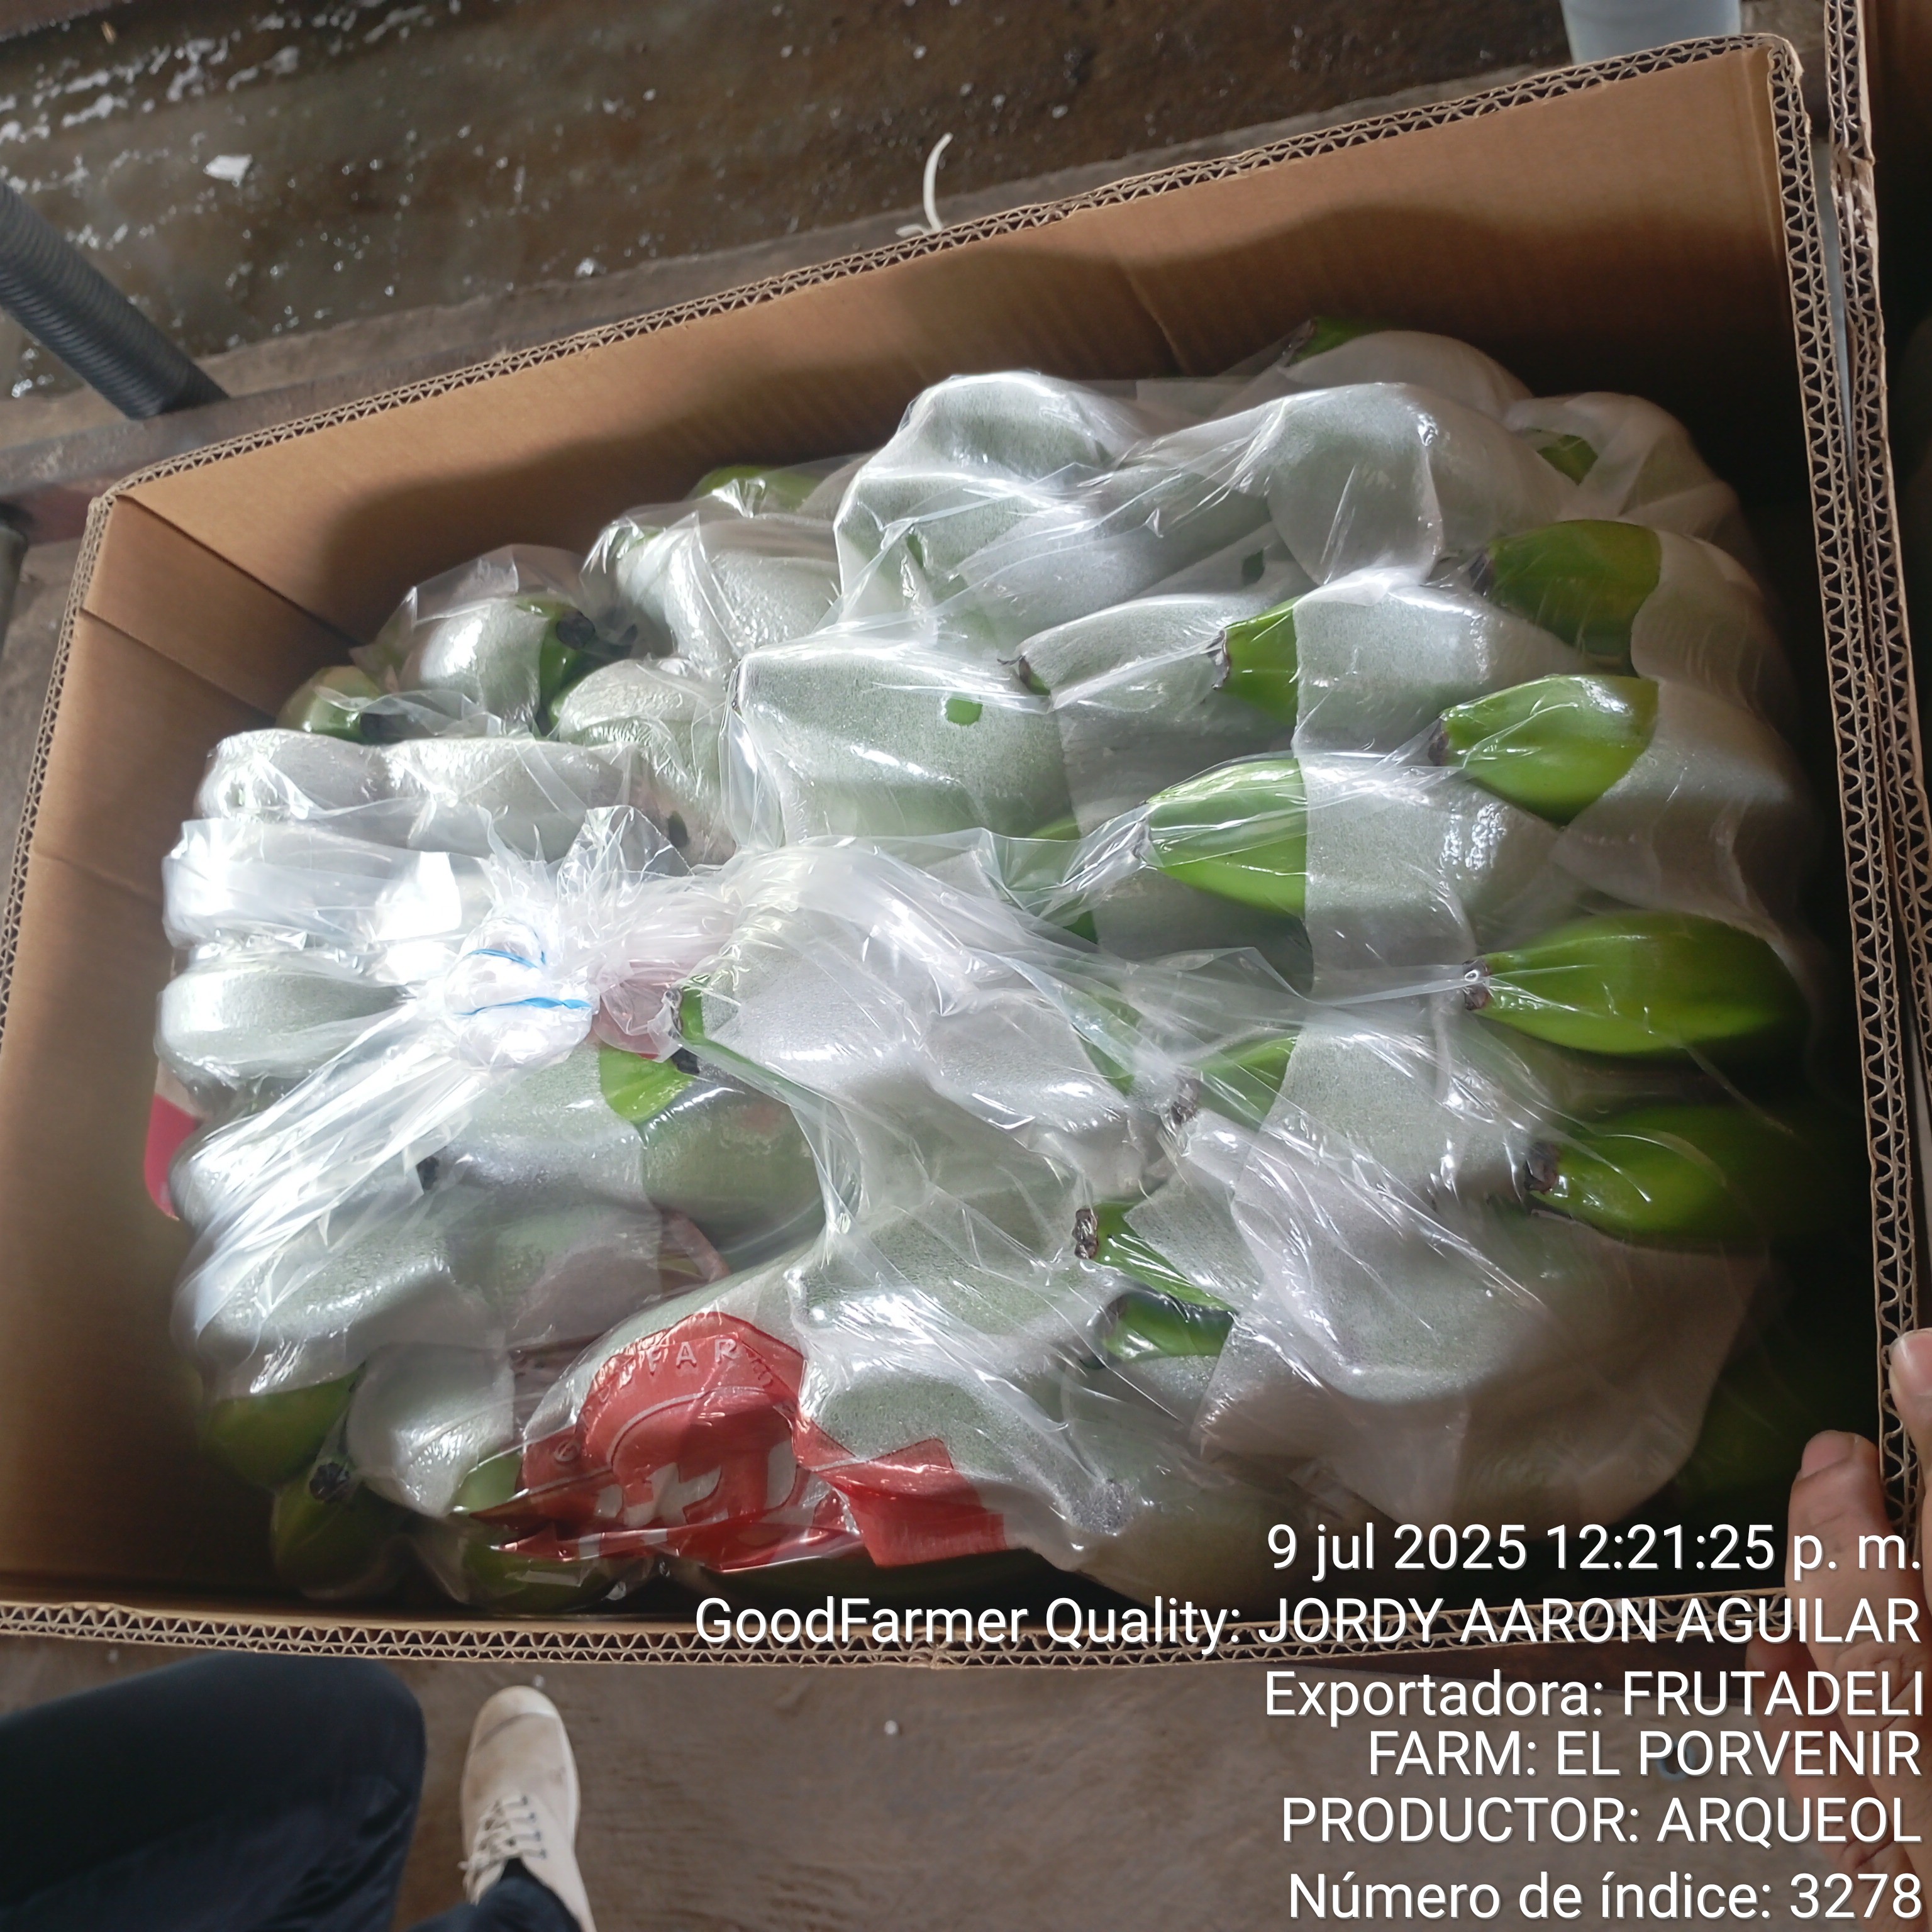 FAR
9 jul 2025 12:21:25 p. m.
GoodFarmer Quality: JORDY AARON AGUILAR
Exportadora: FRUTADELI
FARM: EL PORVENIR
PRODUCTOR: ARQUEOL
Número de índice: 3278